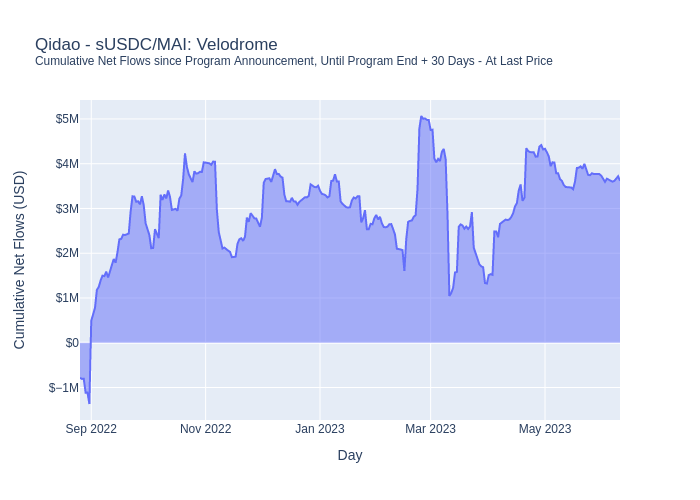 Qidao - sUSDC/MAI: Velodrome
Cumulative Net Flows since Program Announcement, Until Program End + 30 Days - At Last Price
$5M
$4M
$3M
$2M
$1M
$0
$−1M
Cumulative Net Flows (USD)
Sep 2022
Nov 2022
Jan 2023
Mar 2023
May 2023
Day